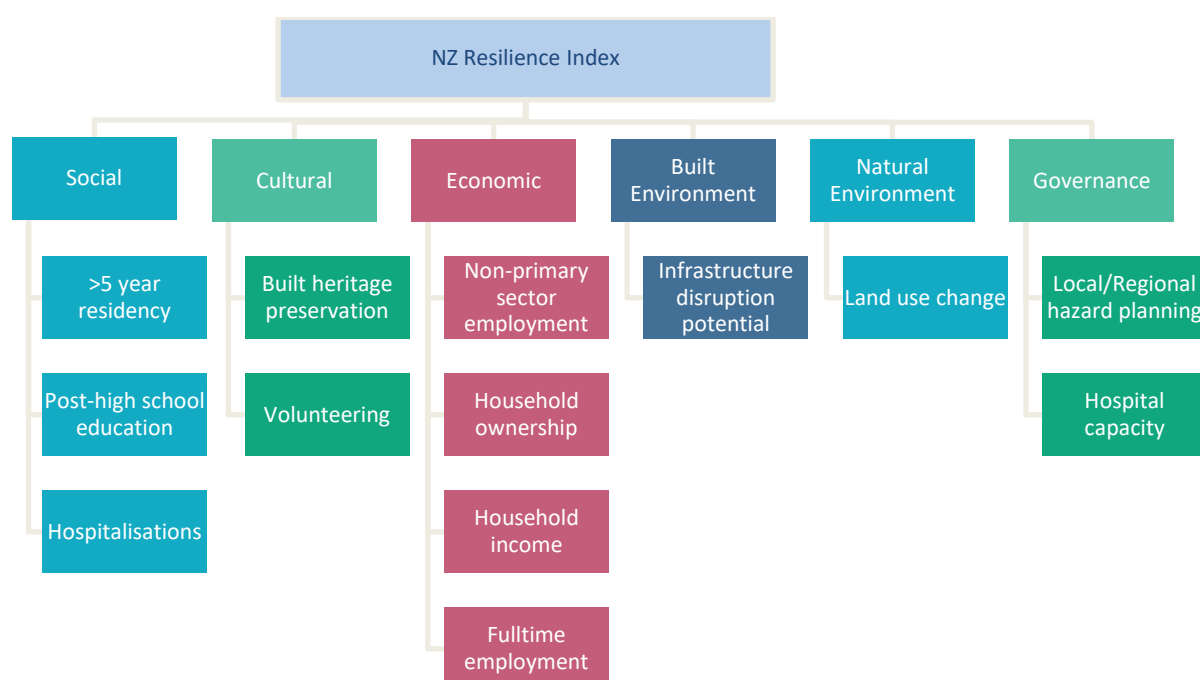 NZ Resilience Index
Social
Cultural
Economic
Built
Environment
Natural
Environment
Governance
>5 year
residency
Built heritage
preservation
Non-primary
sector
employment
Infrastructure
disruption
potential
Land use change
Local/Regional
hazard planning
Post-high school
education
Volunteering
Household
ownership
Hospital
capacity
Hospitalisations
Household
income
Fulltime
employment